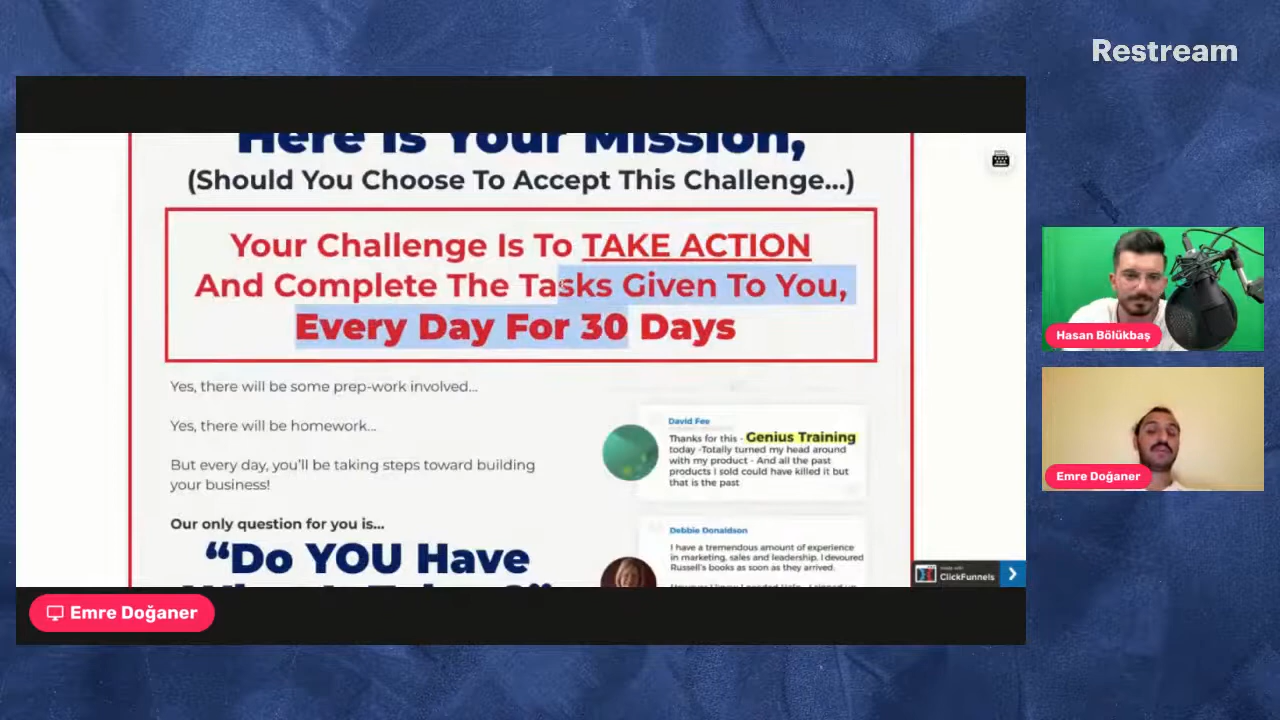 Restream
Here Is Your Mission,
(Should You Choose To Accept This Challenge...)
Your Challenge Is To TAKE ACTION
And Complete The Tasks Given To You,
Every Day For 30 Days
Yes, there will be some prep-work involved...
Yes, there will be homework...
But every day, you'll be taking steps toward building
your business!
Our only question for you is...
“Do YOU Have
David Fee
Thanks for this - Genius Training
today -Totally turned my head around
with my product - And all the past
products I sold could have killed it but
that is the past
Debbie Donaldson
I have a tremendous amount of experience
in marketing, sales and leadership, I devoured
Russell's books as soon as they arrived.
ClickFunnels
Emre Doğaner
Hasan Bölükbaş
Emre Doğaner